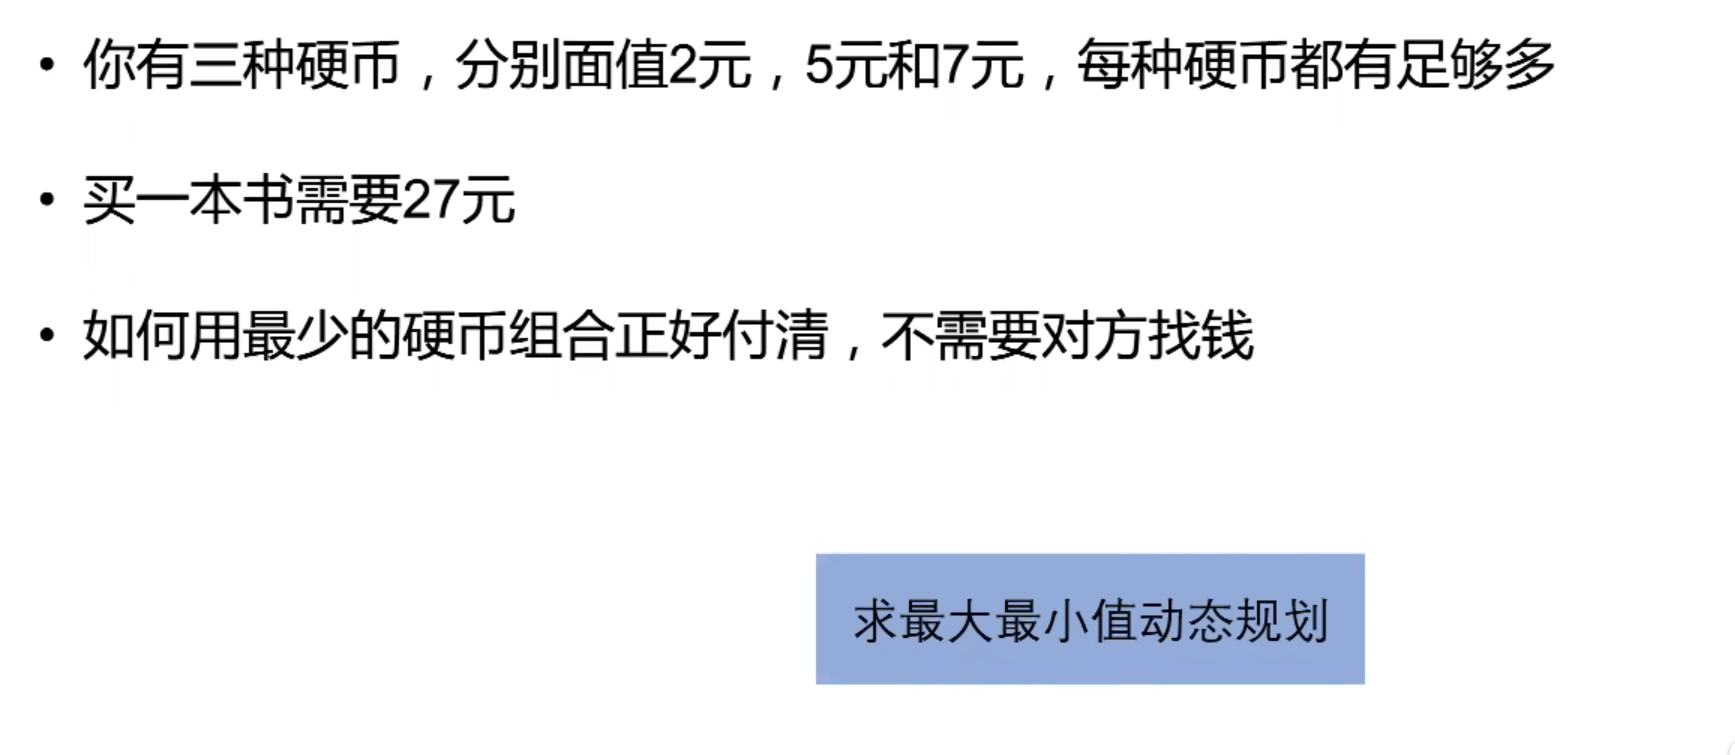 • 你有三种硬币，分别面值2元，5元和7元，每种硬币都有足够多
• 买一本书需要27元
• 如何用最少的硬币组合正好付清，不需要对方找钱
求最大最小值动态规划